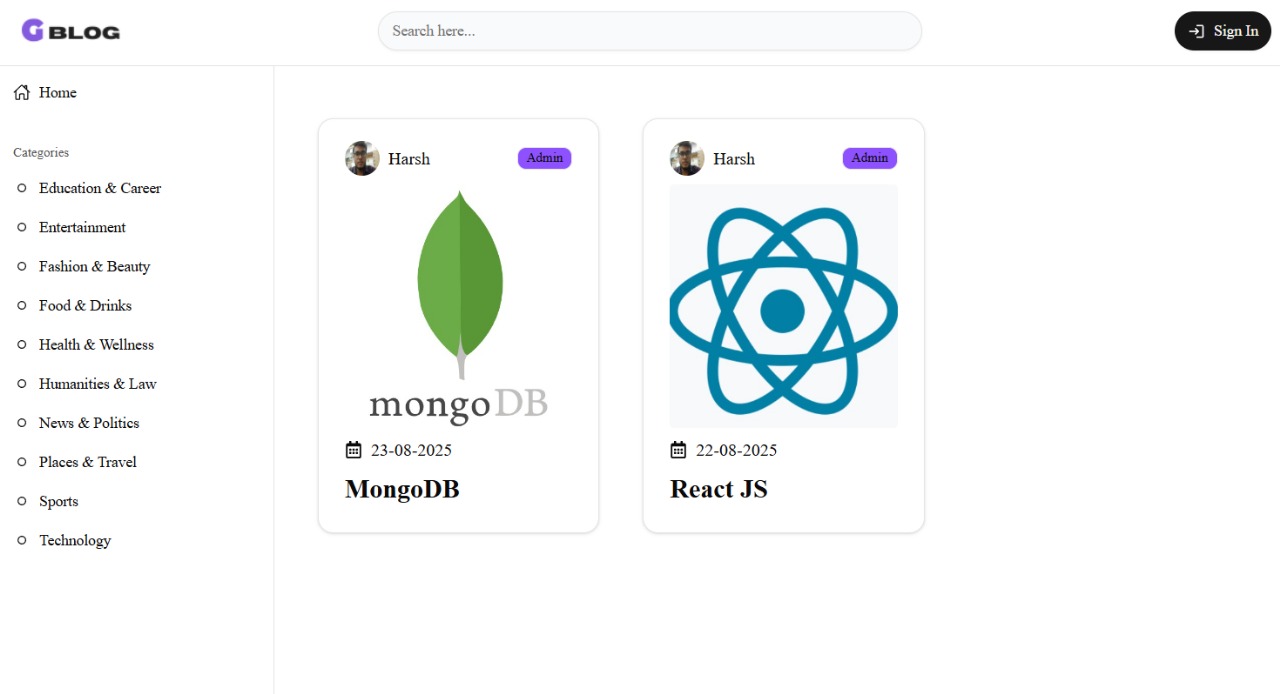 G BLOG
Search here...
Sign In
Home
Categories
Education & Career
Entertainment
Fashion & Beauty
Food & Drinks
Health & Wellness
Humanities & Law
News & Politics
Places & Travel
Sports
Technology
Harsh
Admin
mongoDB
23-08-2025
MongoDB
Harsh
Admin
22-08-2025
React JS